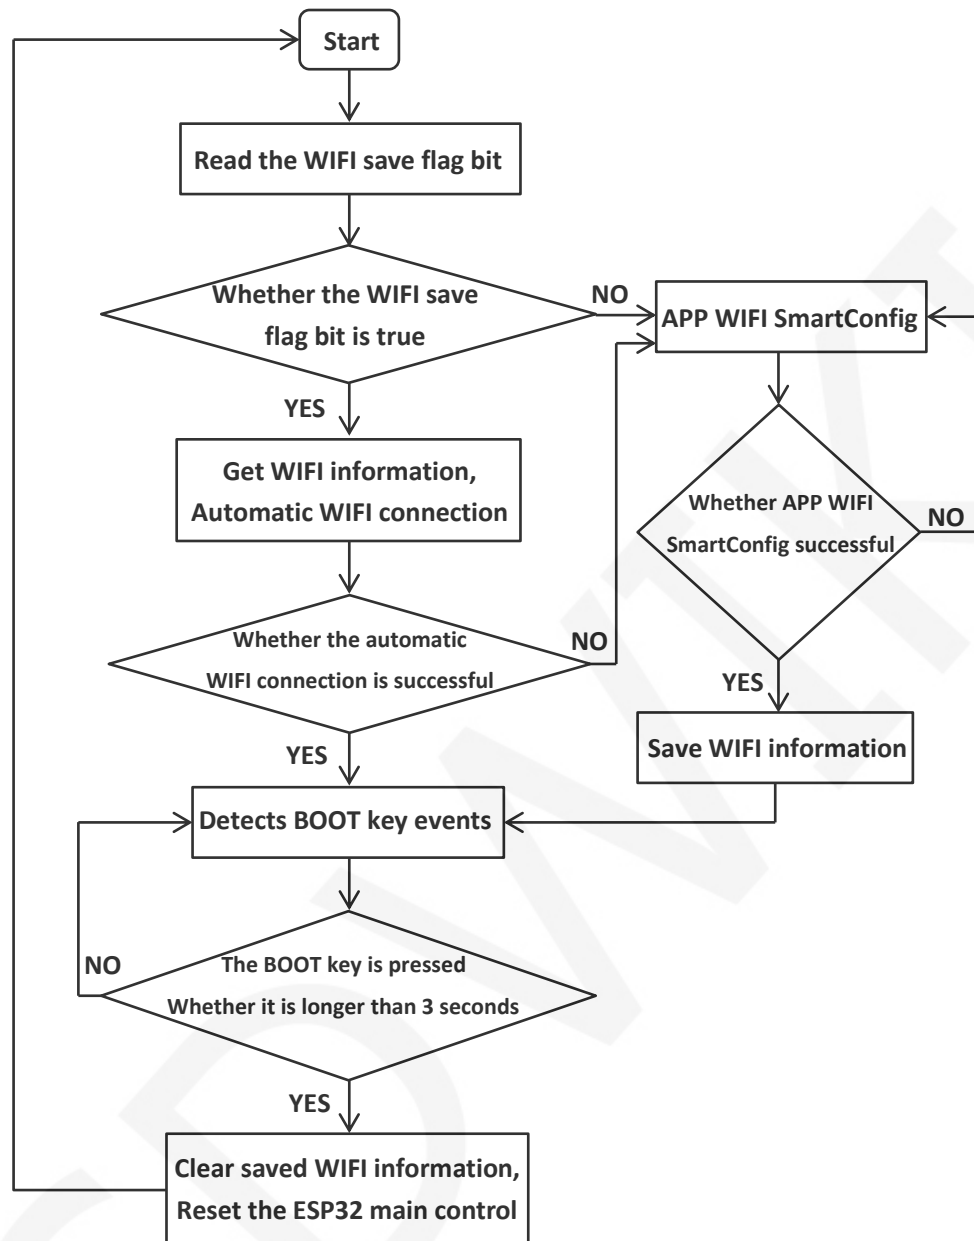 Start
Read the WIFI save flag bit
Whether the WIFI save
flag bit is true
NO
APP WIFI SmartConfig
YES
Get WIFI information,
Automatic WIFI connection
Whether APP WIFI
SmartConfig successful
NO
Whether the automatic
WIFI connection is successful
NO
YES
YES
Save WIFI information
Detects BOOT key events
The BOOT key is pressed
Whether it is longer than 3 seconds
NO
YES
Clear saved WIFI information,
Reset the ESP32 main control